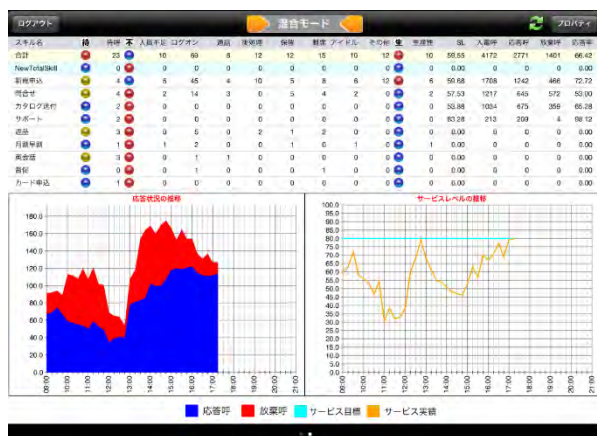 ログアウト 混合モード プロパティ
スキル名 待 待呼 不 人員不足 ログオン 通話 後処理 保留 離席 アイドル その他 生 生産性 SL 入電呼 応答呼 放棄呼 応答率
合計 23 10 69 8 12 12 15 10 12 10 59.55 4172 2771 1401 66.42
NewTotalSkill 0 0 0 0 0 0 0 0 0 0 0.00 0 0 0 0.00
新規申込 4 6 45 4 10 5 8 6 12 6 59.68 1708 1242 466 72.72
問合せ 4 2 14 3 0 5 4 2 0 2 57.53 1217 645 572 53.00
カタログ送付 2 0 0 0 0 0 0 0 0 0 53.88 1034 675 359 65.28
サポート 2 0 0 0 0 0 0 0 0 0 83.28 213 209 4 98.12
返品 3 0 5 0 2 1 2 0 0 0 0.00 0 0 0 0.00
月額早割 1 1 2 0 0 1 0 1 0 1 0.00 0 0 0 0.00
英会話 3 0 1 1 0 0 0 0 0 0 0.00 0 0 0 0.00
督促 0 0 1 0 0 0 1 0 0 0 0.00 0 0 0 0.00
カード申込 1 0 0 0 0 0 0 0 0 0 0.00 0 0 0 0.00
応答状況の推移
180.0
160.0
140.0
120.0
100.0
80.0
60.0
40.0
20.0
0.0
09:00 10:00 11:00 12:00 13:00 14:00 15:00 16:00 17:00 18:00 19:00 20:00 21:00
サービスレベルの推移
100.0
95.0
90.0
85.0
80.0
75.0
70.0
65.0
60.0
55.0
50.0
45.0
40.0
35.0
30.0
25.0
20.0
15.0
10.0
5.0
0.0
09:00 10:00 11:00 12:00 13:00 14:00 15:00 16:00 17:00 18:00 19:00 20:00 21:00
応答呼 放棄呼 サービス目標 サービス実績